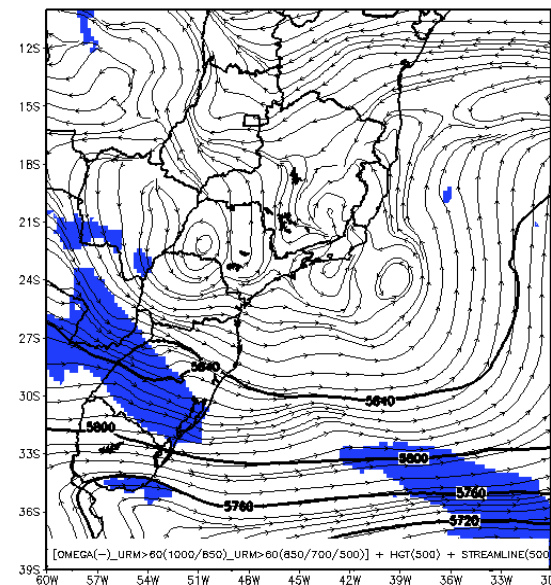 12S
15S
18S
21S
24S
27S
5840
5840
30S
5800
5800
33S
5760
5760
5720
36S
[OMEGA(-)_URM>60(1000/850)_URM>60(850/700/500)] + HGT(500) + STREAMLINE(500
39S
60W 57W 54W 51W 48W 45W 42W 39W 36W 33W